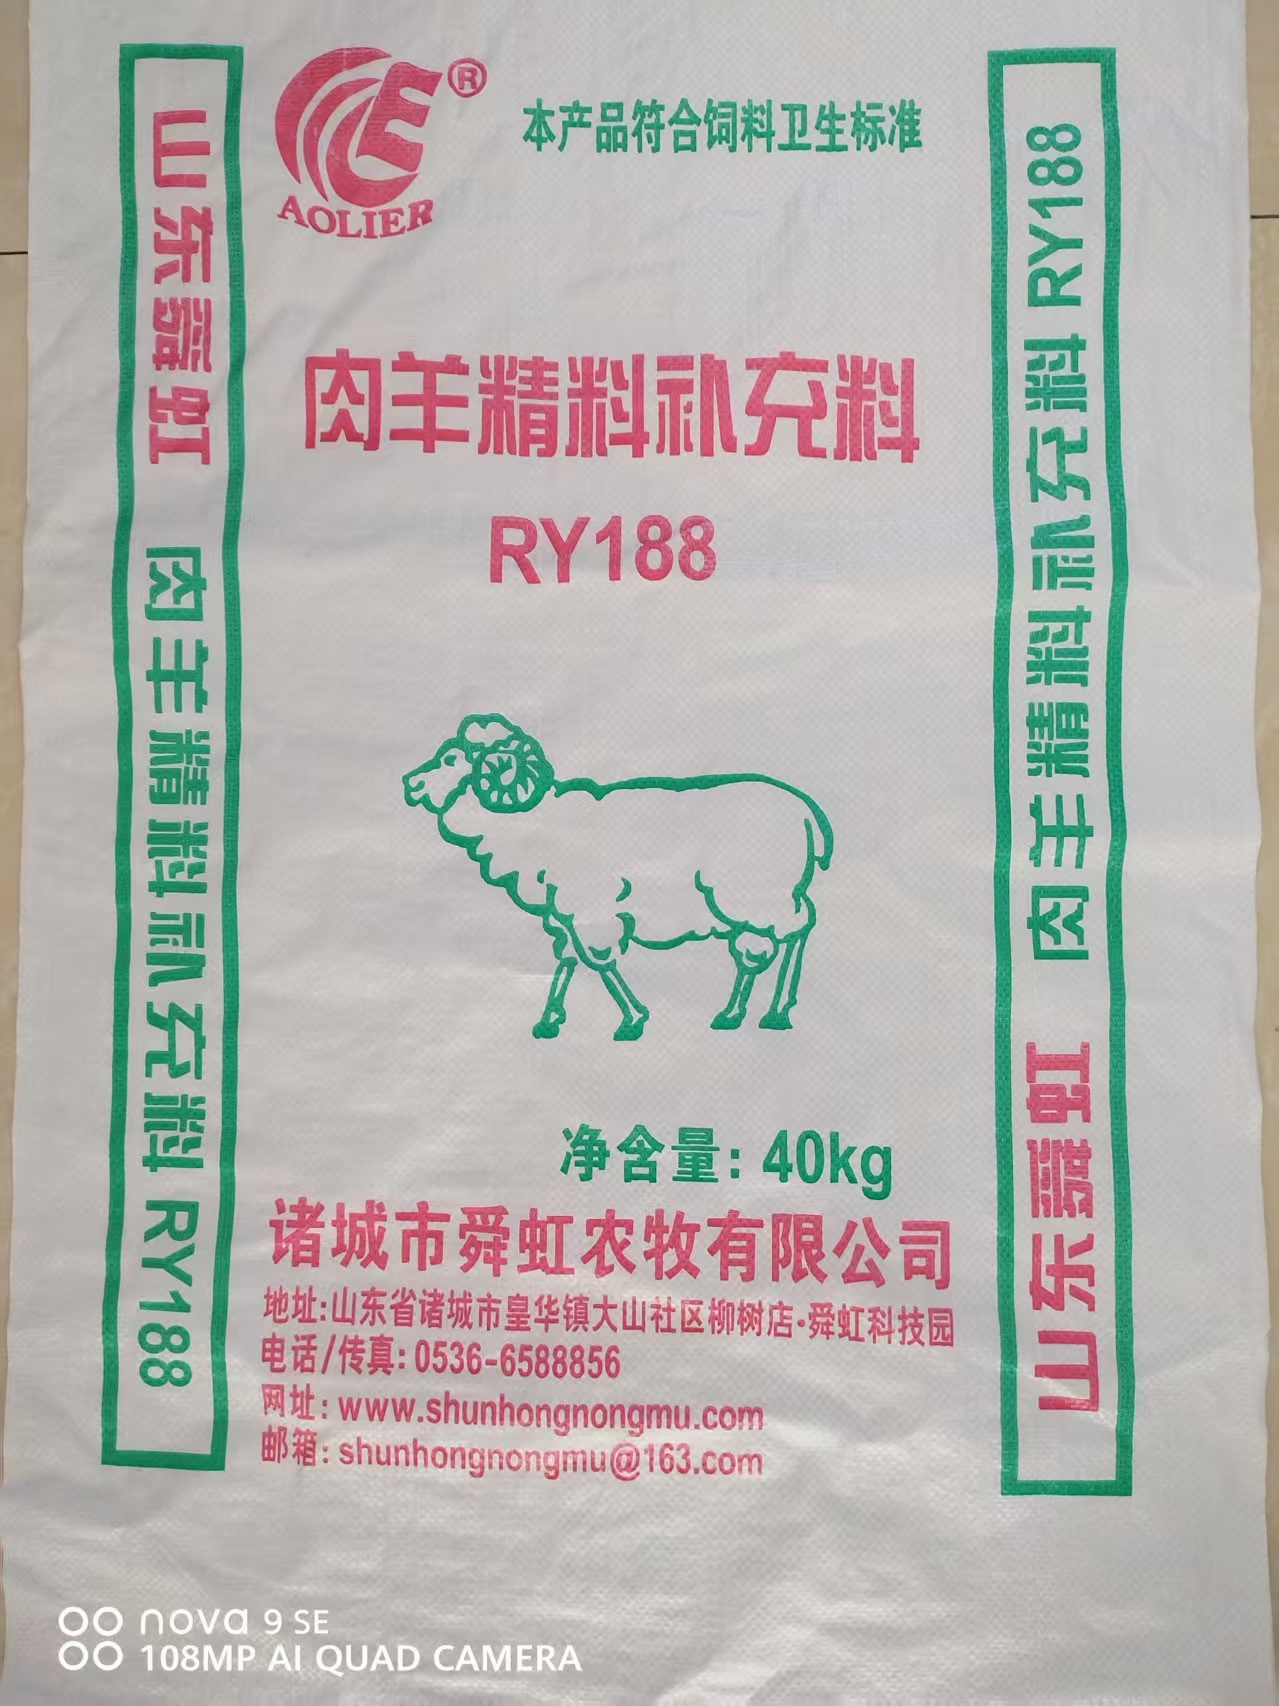 AOLIER
®
本产品符合饲料卫生标准
肉羊精料补充料
RY188
净含量：40kg
诸城市舜虹农牧有限公司
地址：山东省诸城市皇华镇大山社区柳树店·舜虹科技园
电话/传真：0536-6588856
网址：www.shunhongnongmu.com
邮箱：shunhongnongmu@163.com
山东舜虹 肉羊精料补充料 RY188
山东舜虹 肉羊精料补充料 RY188
nova 9 SE
108MP AI QUAD CAMERA